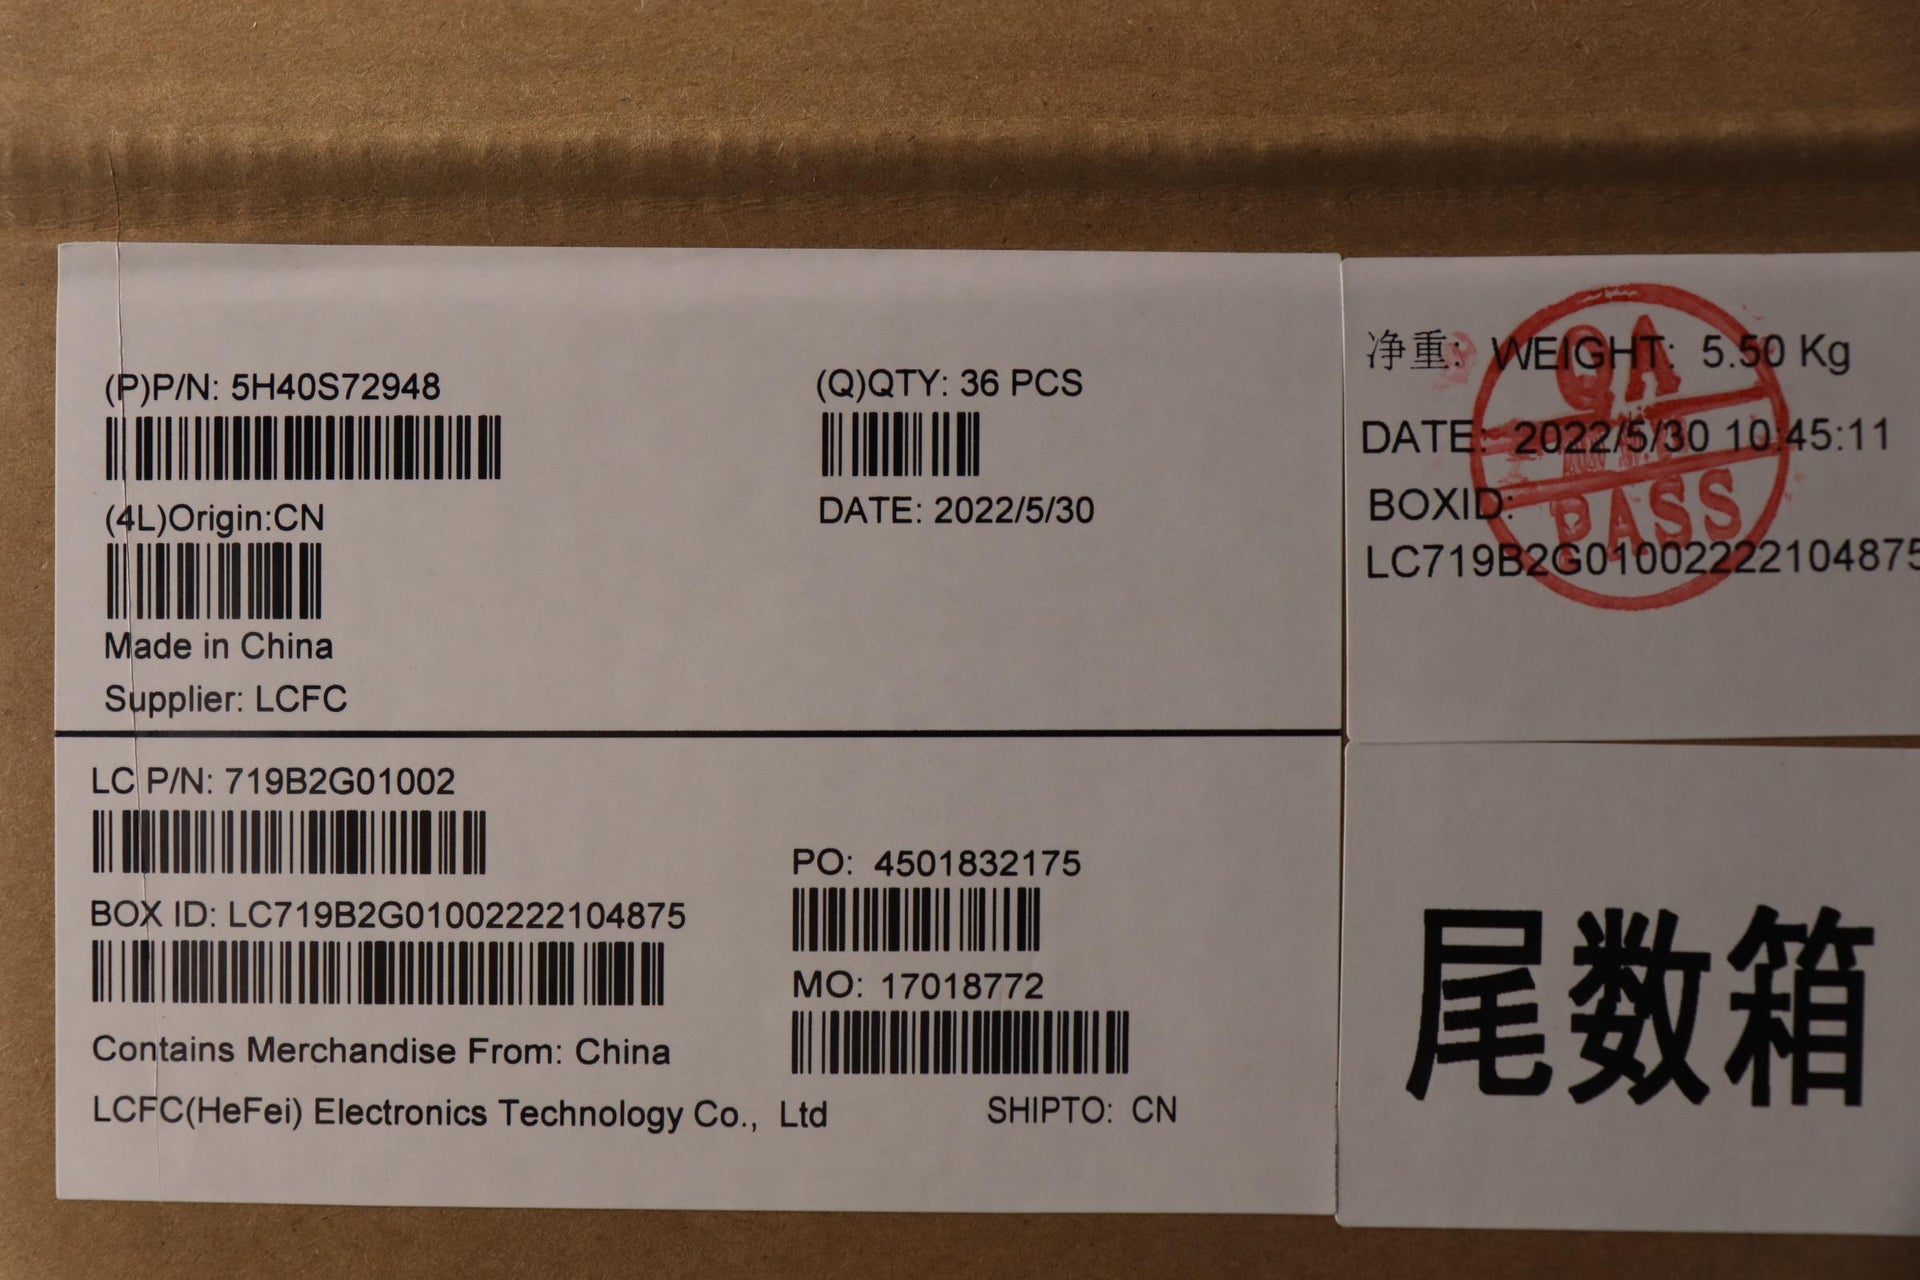 (P)P/N: 5H40S72948
(Q)QTY: 36 PCS
(4L)Origin:CN
DATE: 2022/5/30
Made in China
Supplier: LCFC
LC P/N: 719B2G01002
PO: 4501832175
BOX ID: LC719B2G01002222104875
MO: 17018772
Contains Merchandise From: China
LCFC(HeFei) Electronics Technology Co., Ltd
SHIPTO: CN
净重: WEIGHT: 5.50 Kg
DATE: 2022/5/30 10:45:11
BOXID:
LC719B2G01002222104875
QA
PASS
尾数箱